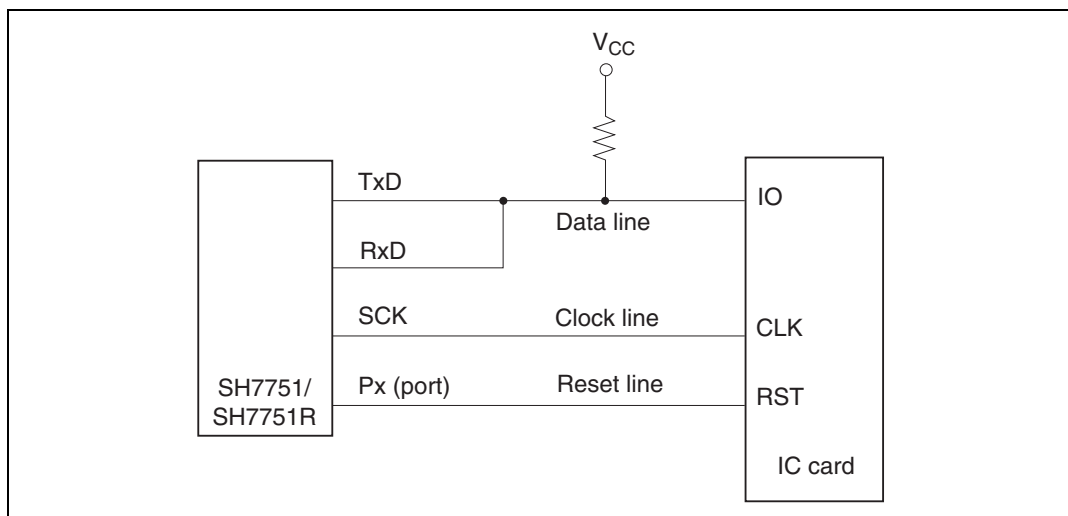 VCC
TxD
IO
Data line
RxD
SCK
Clock line
CLK
Px (port)
Reset line
RST
SH7751/
SH7751R
IC card